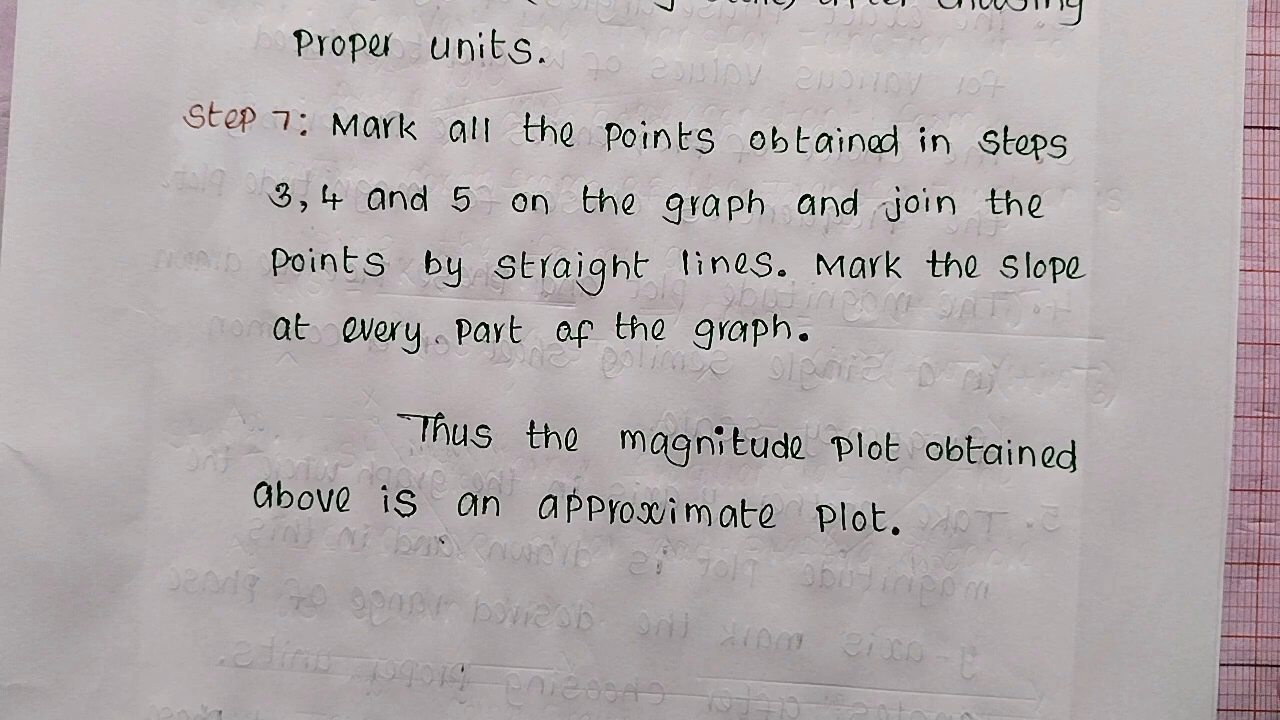 after choosing
Proper units.
Step 7: Mark all the points obtained in steps
3, 4 and 5 on the graph and join the
points by straight lines. Mark the slope
at every part of the graph.
Thus the magnitude plot obtained
above is an approximate plot.